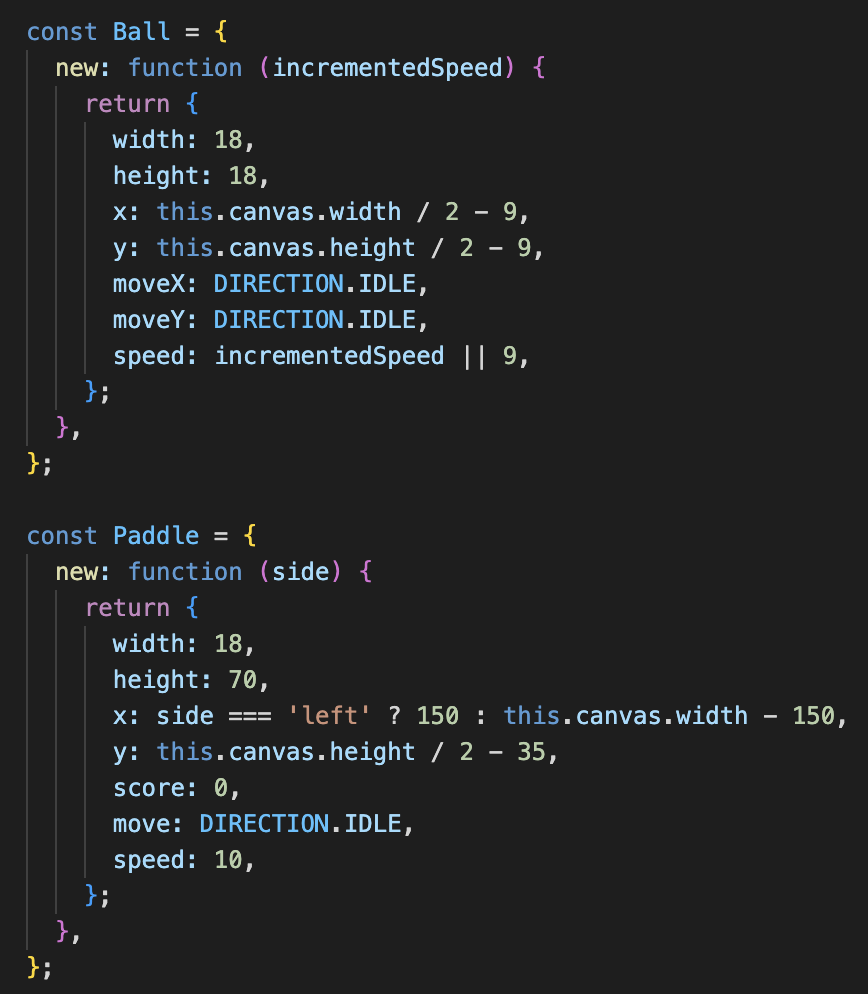 const Ball = {
  new: function (incrementedSpeed) {
    return {
      width: 18,
      height: 18,
      x: this.canvas.width / 2 - 9,
      y: this.canvas.height / 2 - 9,
      moveX: DIRECTION.IDLE,
      moveY: DIRECTION.IDLE,
      speed: incrementedSpeed || 9,
    };
  },
};

const Paddle = {
  new: function (side) {
    return {
      width: 18,
      height: 70,
      x: side === 'left' ? 150 : this.canvas.width - 150,
      y: this.canvas.height / 2 - 35,
      score: 0,
      move: DIRECTION.IDLE,
      speed: 10,
    };
  },
};